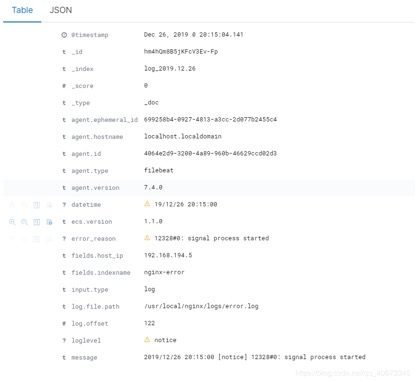 Table JSON
@timestamp Dec 26, 2019 @ 20:15:04.141
t _id hm4hQm8B5jKFcV3Ev-Fp
t _index log_2019.12.26
# _score 0
t _type _doc
t agent.ephemeral_id 699258b4-0927-4813-a3cc-2d077b2455c4
t agent.hostname localhost.localdomain
t agent.id 4064e2d9-3200-4a89-960b-46629ccd02d3
t agent.type filebeat
t agent.version 7.4.0
? datetime 19/12/26 20:15:00
t ecs.version 1.1.0
? error_reason 12328#0: signal process started
t fields.host_ip 192.168.194.5
t fields.indexname nginx-error
t input.type log
t log.file.path /usr/local/nginx/logs/error.log
# log.offset 122
? loglevel notice
t message 2019/12/26 20:15:00 [notice] 12328#0: signal process started